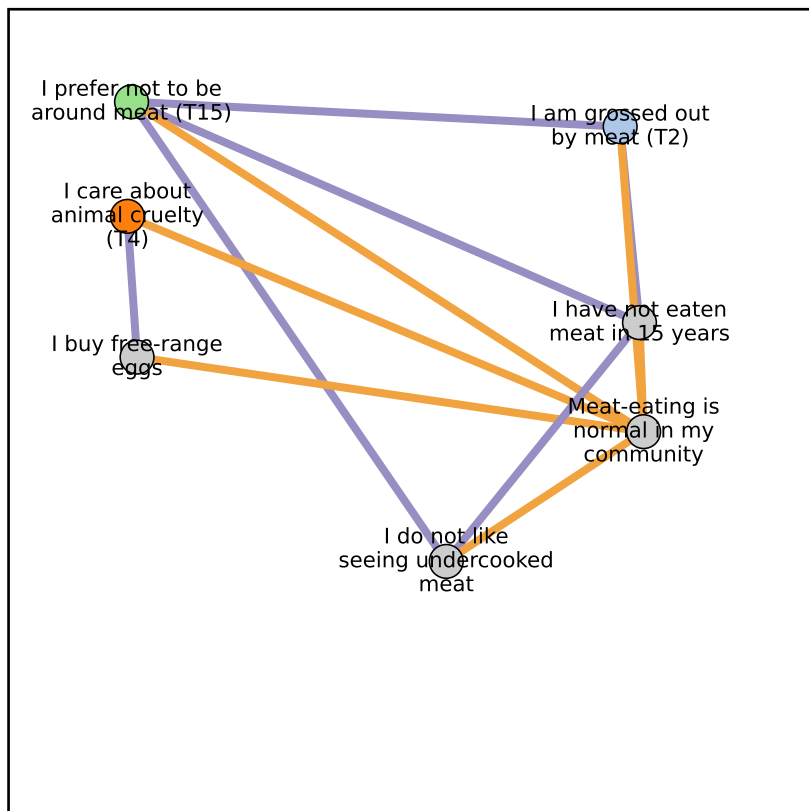 I prefer not to be
around meat (T15)
I am grossed out
by meat (T2)
I care about
animal cruelty
(T4)
I have not eaten
meat in 15 years
I buy free-range
eggs
Meat-eating is
normal in my
community
I do not like
seeing undercooked
meat